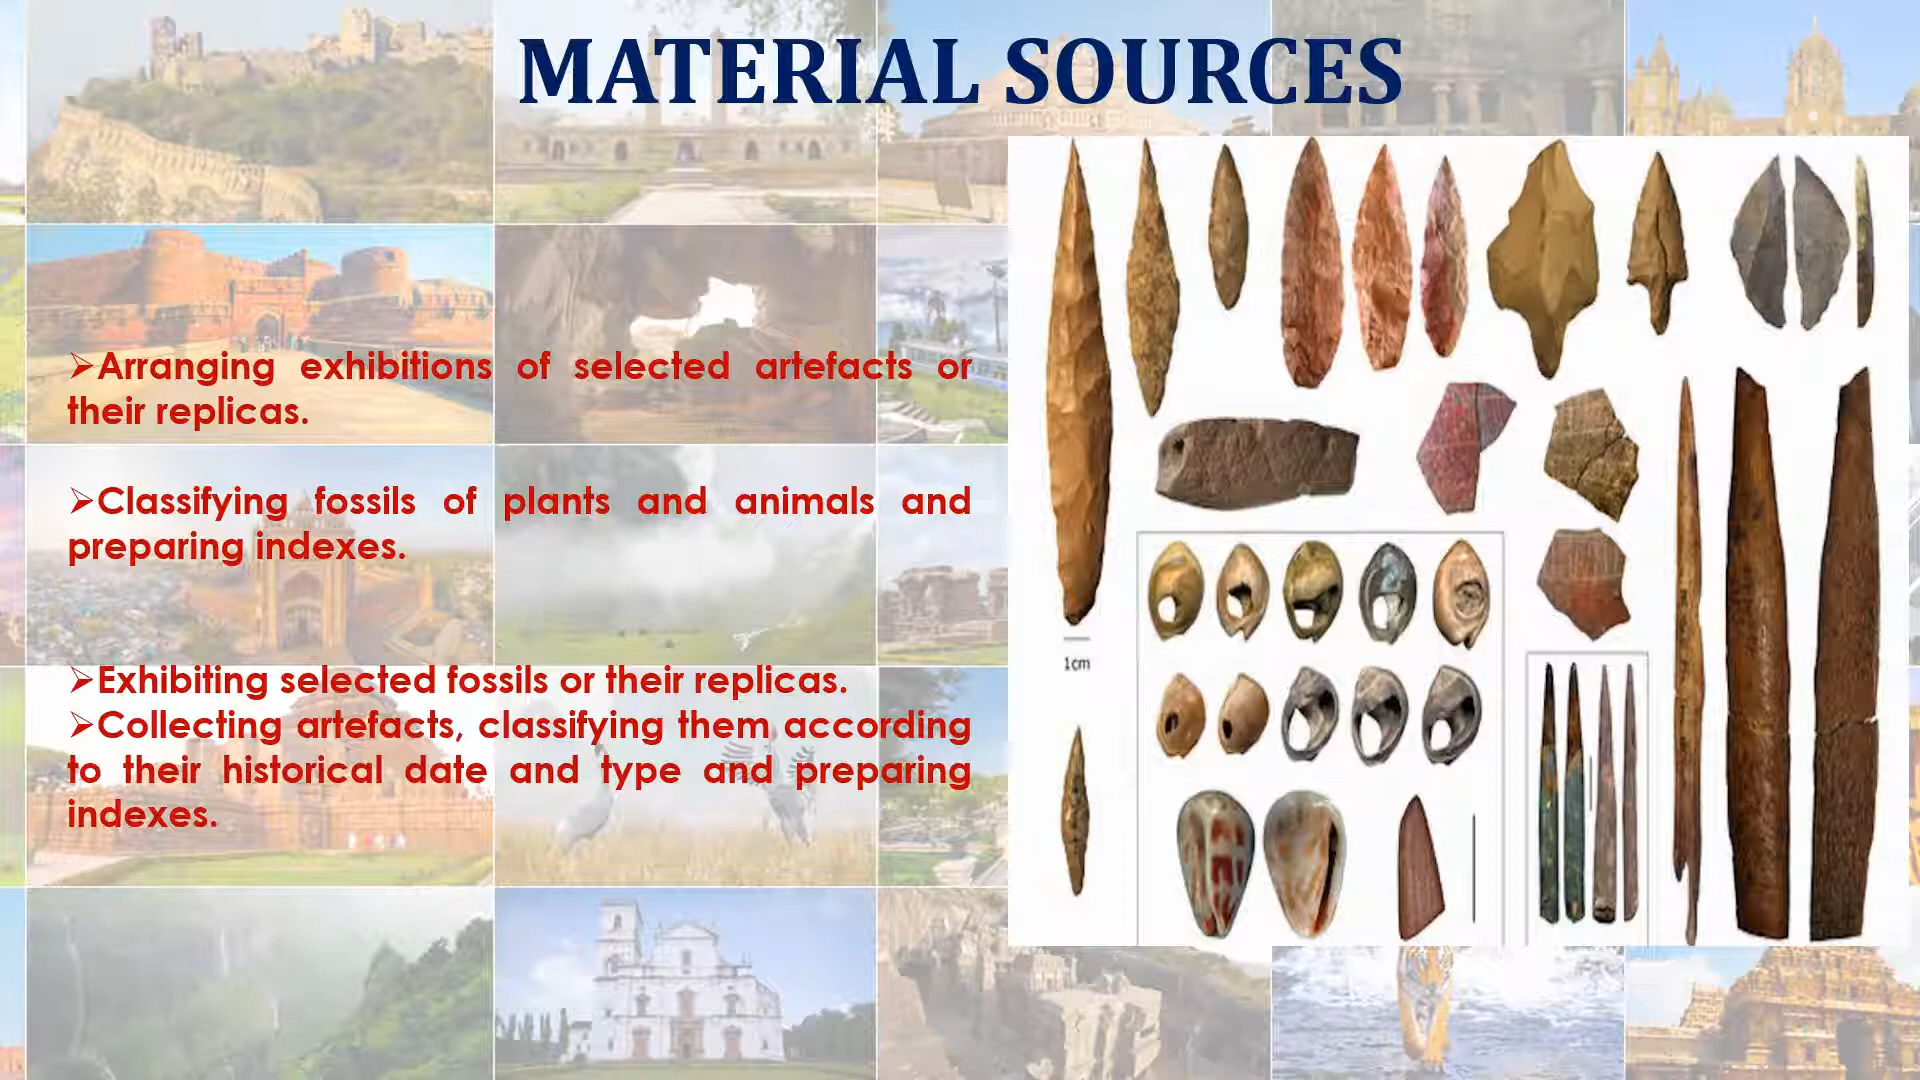 MATERIAL SOURCES
➢Arranging exhibitions of selected artefacts or
their replicas.
➢Classifying fossils of plants and animals and
preparing indexes.
➢Exhibiting selected fossils or their replicas.
➢Collecting artefacts, classifying them according
to their historical date and type and preparing
indexes.
1cm